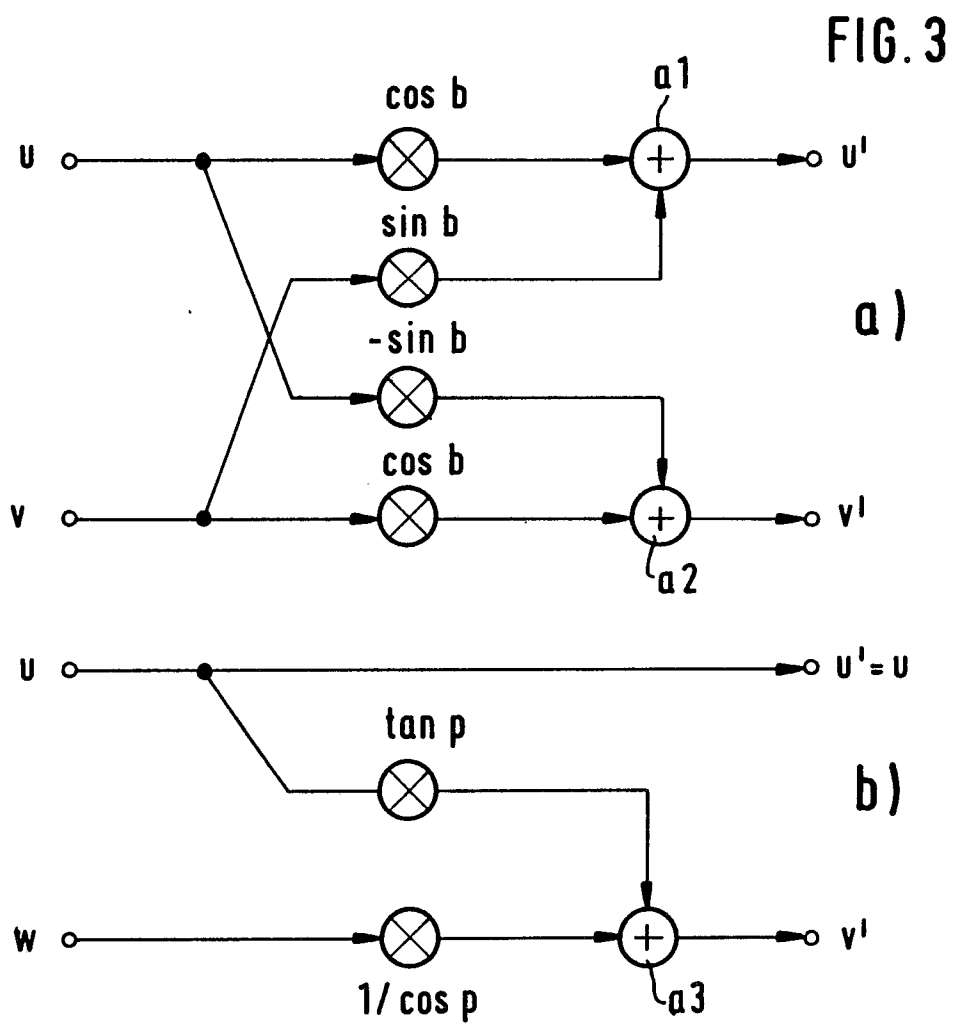 FIG. 3
a1
cos b
U
U'
sin b
a)
-sin b
cos b
V
V'
a2
U
U' = U
tan p
b)
W
V'
1/cos p
a3